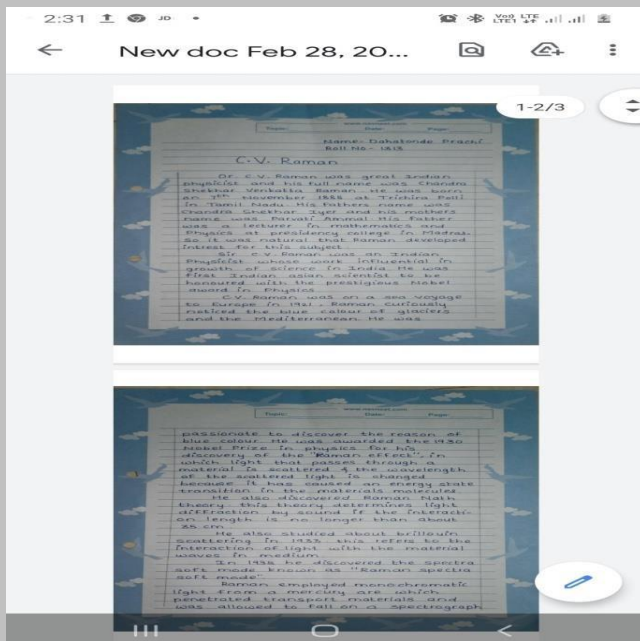 2:31
JD
Vo) LTE
LTE1
New doc Feb 28, 20...
1-2/3
Topic: Date: Page:
Name:- Dahatonde Prachi
Roll No.- 1313
C.V. Raman
Dr. C.V. Raman was great Indian
physicist and his full name was Chandra
Shekhar Venkatta Raman. He was born
on 7th November 1888 at Trichira Palli
in Tamil Nadu. His fathers name was
Chandra Shekhar Iyer and his mothers
name was Parvati Ammal. His father
was a lecturer in mathematics and
Physics at presidency college in Madras.
So it was natural that Raman developed
intrest for this subject.
Sir C.V. Raman was an Indian
Physicist whose work influential in
growth of science in India. He was
first Indian asian scientist to be
honoured with the prestigious Nobel
award in Physics
C.V. Raman was on a sea voyage
to Europe in 1921. Raman curiously
noticed the blue colour of glaciers
and the Mediterranean. He was
Topic: Date: Page:
passionate to discover the reason of
blue colour. He was awarded the 1930
Nobel Prize in physics for his
discovery of the "Raman effect", in
which light that passes through a
material is scattered & the wavelength
of the scattered light is changed
because it has caused an energy state
transition in the materials molecules.
He also discovered Raman Nath
theory. this theory determines light
diffraction by sound if the interacti-
on length is no longer than about
35 cm.
He also studied about brillouin
scattering in 1933. this refers to the
interaction of light with the material
waves in medium.
In 1938 he discovered the spectra
soft mode known as "Raman spectra
soft mode"
Raman employed monochromatic
light from a mercury arc which
penetrated transport materials and
was allowed to fall on a spectrograph